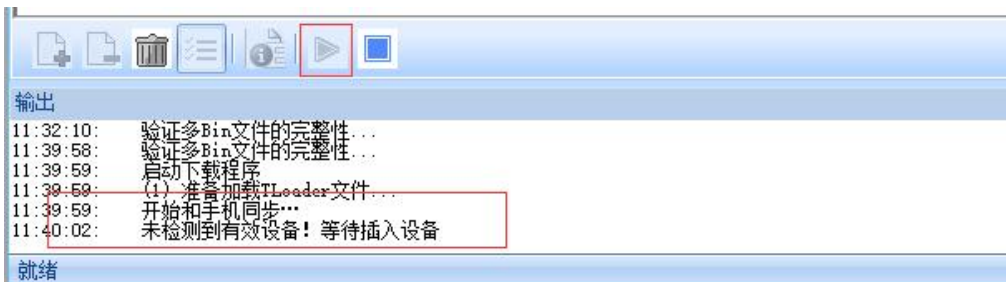 输出
11:32:10: 验证多Bin文件的完整性...
11:39:58: 验证多Bin文件的完整性...
11:39:59: 启动下载程序
11:39:59: (1) 准备加载TLoader文件...
11:39:59: 开始和手机同步…
11:40:02: 未检测到有效设备! 等待插入设备
就绪